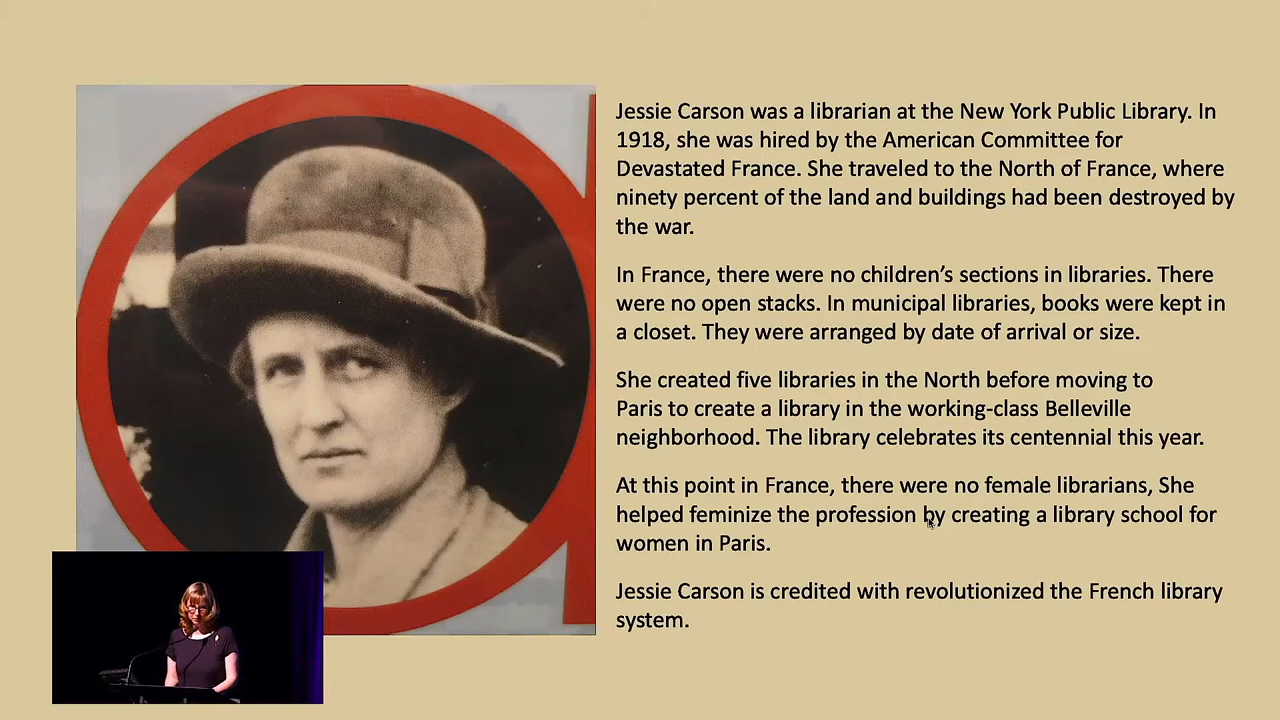 Jessie Carson was a librarian at the New York Public Library. In
1918, she was hired by the American Committee for
Devastated France. She traveled to the North of France, where
ninety percent of the land and buildings had been destroyed by
the war.
In France, there were no children’s sections in libraries. There
were no open stacks. In municipal libraries, books were kept in
a closet. They were arranged by date of arrival or size.
She created five libraries in the North before moving to
Paris to create a library in the working-class Belleville
neighborhood. The library celebrates its centennial this year.
At this point in France, there were no female librarians, She
helped feminize the profession by creating a library school for
women in Paris.
Jessie Carson is credited with revolutionized the French library
system.